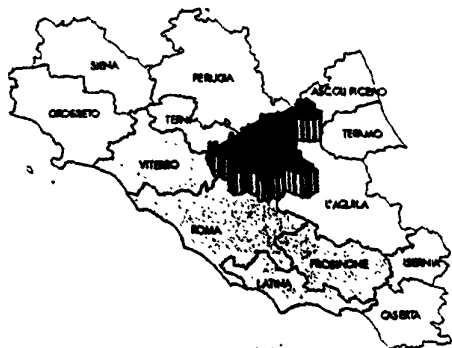 SIENA
PERUGIA
ASCOLI PICENO
GROSSETO
TERNI
TERAMO
VITERBO
L'AQUILA
ROMA
FROSINONE
ISERNIA
LATINA
CASERTA